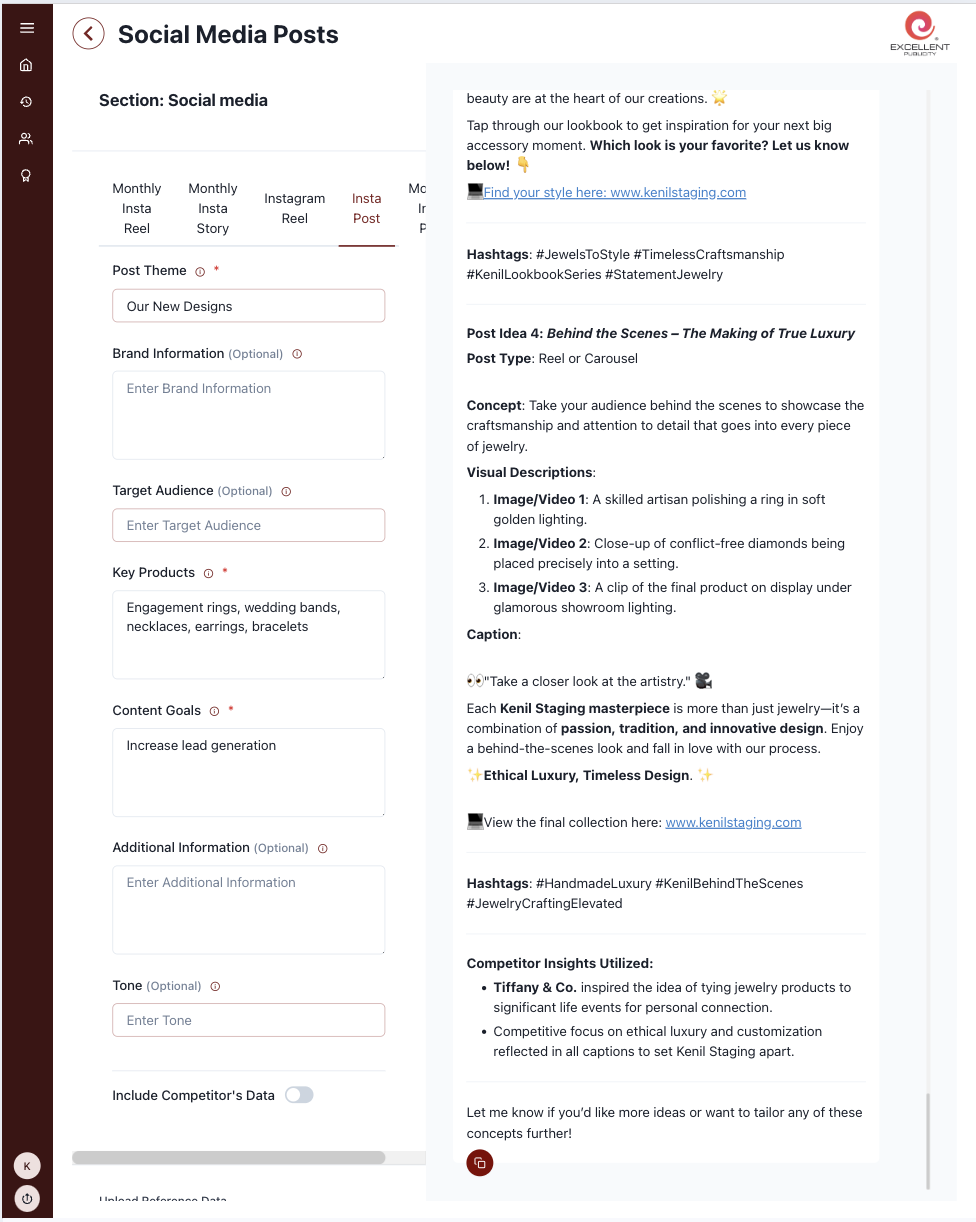 Social Media Posts
EXCELLENT
PUBLICITY
Section: Social media
Monthly
Insta
Reel
Monthly
Insta
Story
Instagram
Reel
Insta
Post
Post Theme *
Our New Designs
Brand Information (Optional)
Enter Brand Information
Target Audience (Optional)
Enter Target Audience
Key Products *
Engagement rings, wedding bands,
necklaces, earrings, bracelets
Content Goals *
Increase lead generation
Additional Information (Optional)
Enter Additional Information
Tone (Optional)
Enter Tone
Include Competitor's Data
Upload Reference Data
K
beauty are at the heart of our creations. 🌟
Tap through our lookbook to get inspiration for your next big
accessory moment. Which look is your favorite? Let us know
below! 👇
💻Find your style here: www.kenilstaging.com
Hashtags: #JewelsToStyle #TimelessCraftsmanship
#KenilLookbookSeries #StatementJewelry
Post Idea 4: Behind the Scenes – The Making of True Luxury
Post Type: Reel or Carousel
Concept: Take your audience behind the scenes to showcase the
craftsmanship and attention to detail that goes into every piece
of jewelry.
Visual Descriptions:
1. Image/Video 1: A skilled artisan polishing a ring in soft
golden lighting.
2. Image/Video 2: Close-up of conflict-free diamonds being
placed precisely into a setting.
3. Image/Video 3: A clip of the final product on display under
glamorous showroom lighting.
Caption:
👀"Take a closer look at the artistry." 🎥
Each Kenil Staging masterpiece is more than just jewelry—it's a
combination of passion, tradition, and innovative design. Enjoy
a behind-the-scenes look and fall in love with our process.
✨Ethical Luxury, Timeless Design. ✨
💻View the final collection here: www.kenilstaging.com
Hashtags: #HandmadeLuxury #KenilBehindTheScenes
#JewelryCraftingElevated
Competitor Insights Utilized:
• Tiffany & Co. inspired the idea of tying jewelry products to
significant life events for personal connection.
• Competitive focus on ethical luxury and customization
reflected in all captions to set Kenil Staging apart.
Let me know if you'd like more ideas or want to tailor any of these
concepts further!